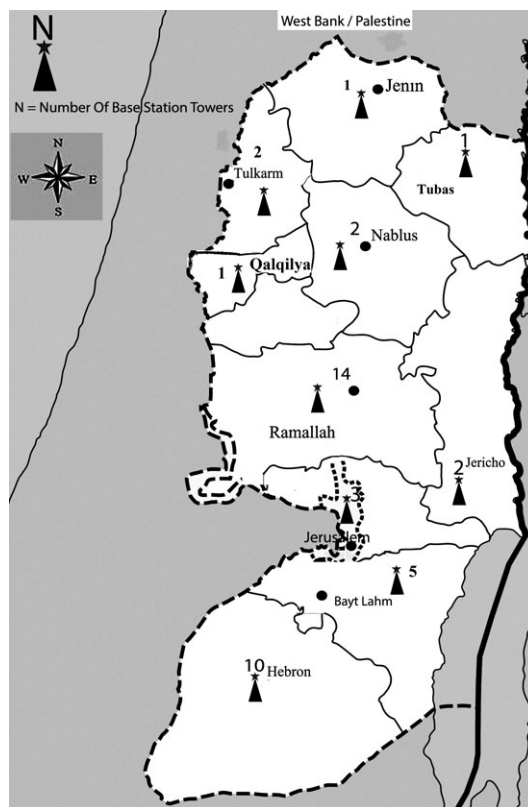 West Bank / Palestine
N
N = Number Of Base Station Towers
N
W E
S
1 Jenın
1
Tubas
2
Tulkarm
2 Nablus
Qalqilya
1
14
Ramallah
Jericho
2
3
Jerusalem
5
Bayt Lahm
10 Hebron